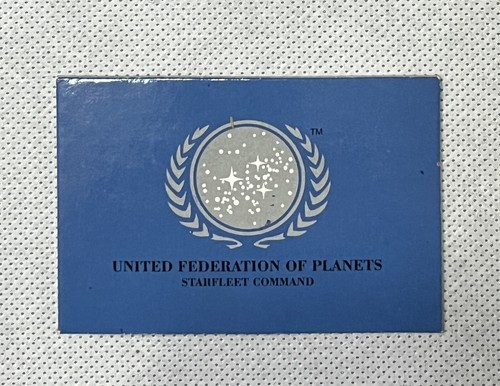 TM
UNITED FEDERATION OF PLANETS
STARFLEET COMMAND